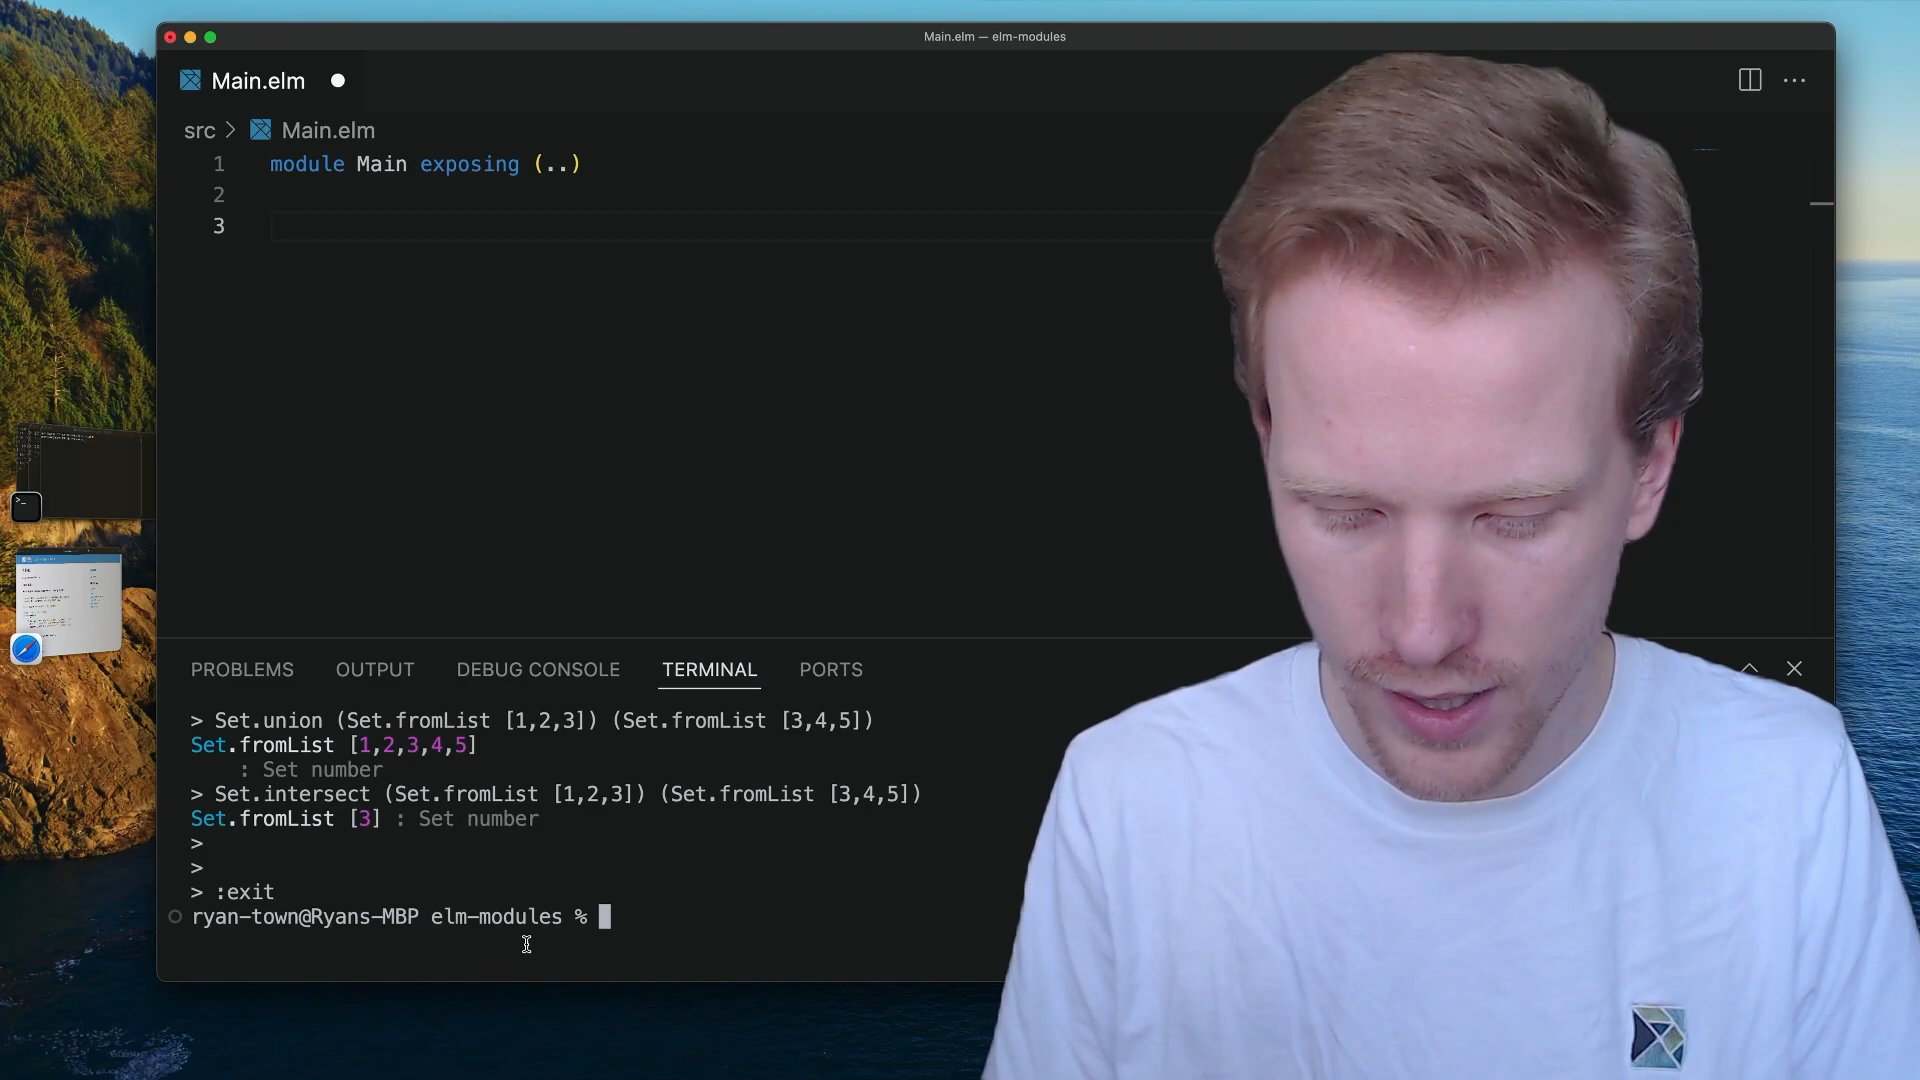 Main.elm — elm-modules
Main.elm
src > Main.elm
1 module Main exposing (..)
2
3
PROBLEMS OUTPUT DEBUG CONSOLE TERMINAL PORTS
> Set.union (Set.fromList [1,2,3]) (Set.fromList [3,4,5])
Set.fromList [1,2,3,4,5]
: Set number
> Set.intersect (Set.fromList [1,2,3]) (Set.fromList [3,4,5])
Set.fromList [3] : Set number
>
>
> :exit
ryan-town@Ryans-MBP elm-modules %